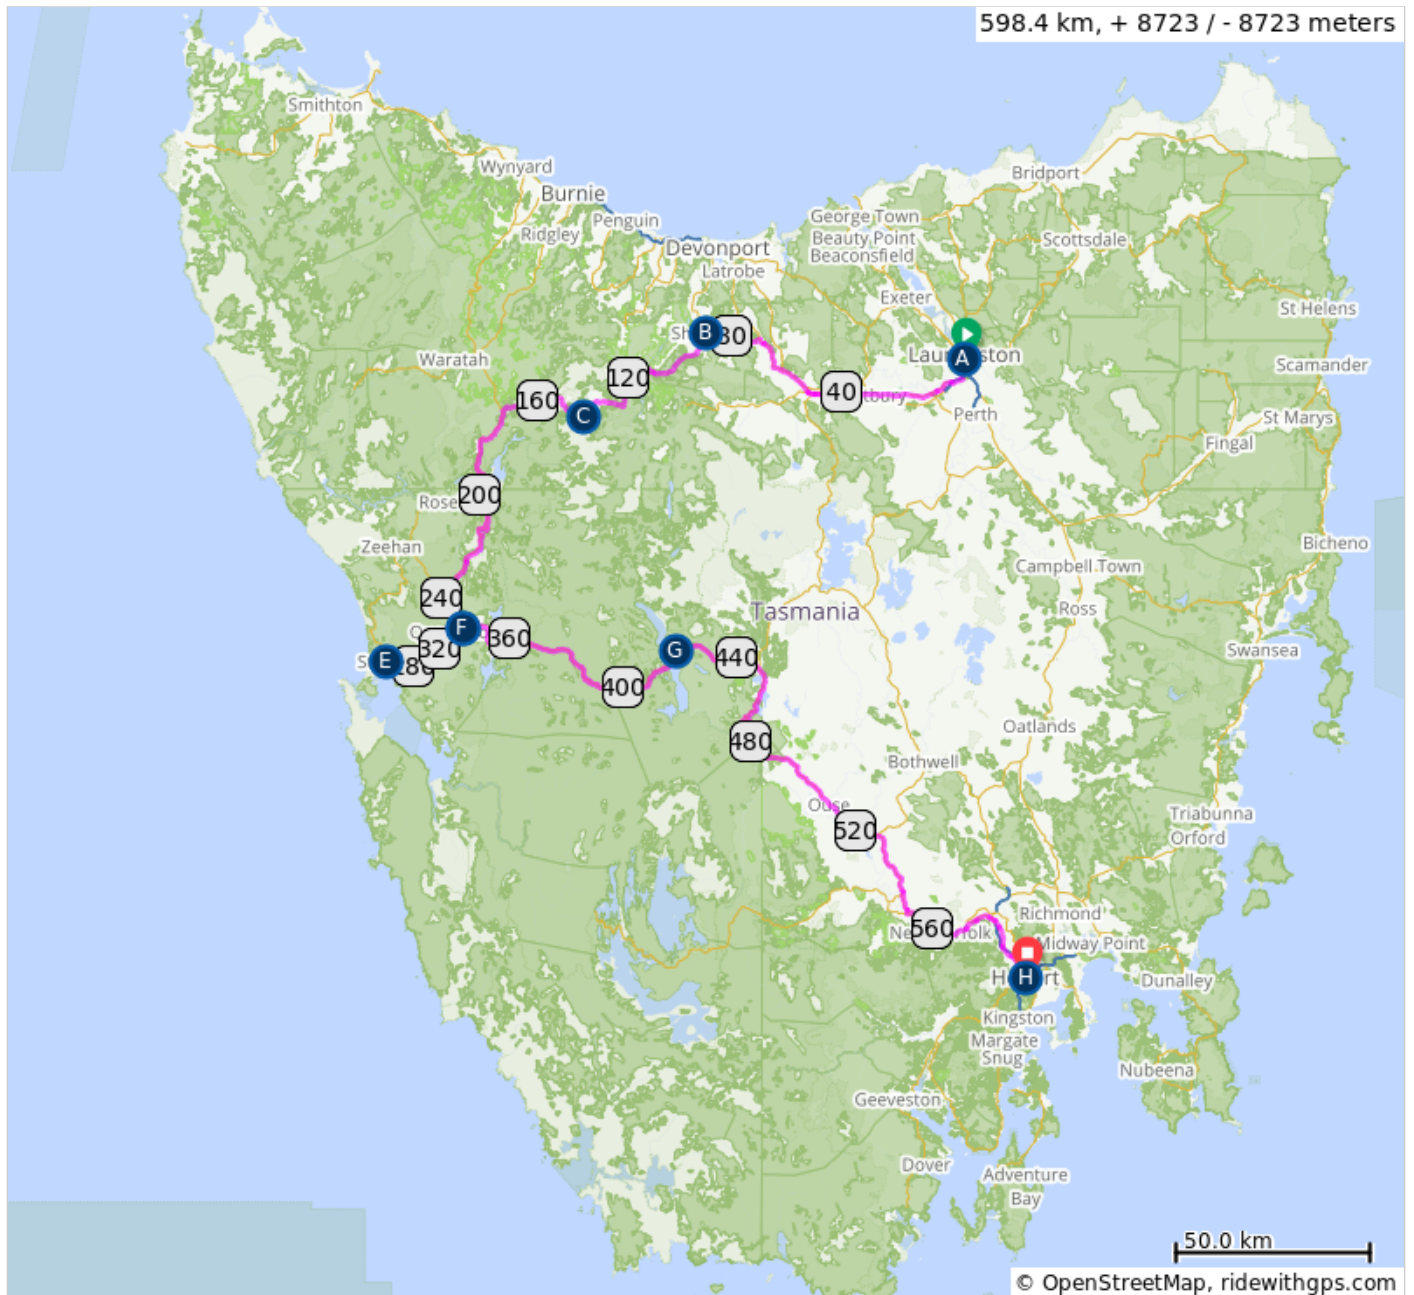 598.4 km, + 8723 / - 8723 meters
Smithton
Wynyard
Burnie
Penguin
Ridgley
Devonport
Latrobe
Bridport
George Town
Beauty Point
Beaconsfield
Scottsdale
Exeter
St Helens
B
A
Waratah
Scamander
120
160
C
40
Perth
St Marys
Fingal
200
Zeehan
Bicheno
Campbell Town
240
Tasmania
Ross
F
360
320
E
G
440
Swansea
400
480
Oatlands
Bothwell
Ouse
520
Triabunna
Orford
560
Richmond
Midway Point
H
Dunalley
Kingston
Margate
Snug
Nubeena
Geeveston
Dover
Adventure
Bay
50.0 km
© OpenStreetMap, ridewithgps.com